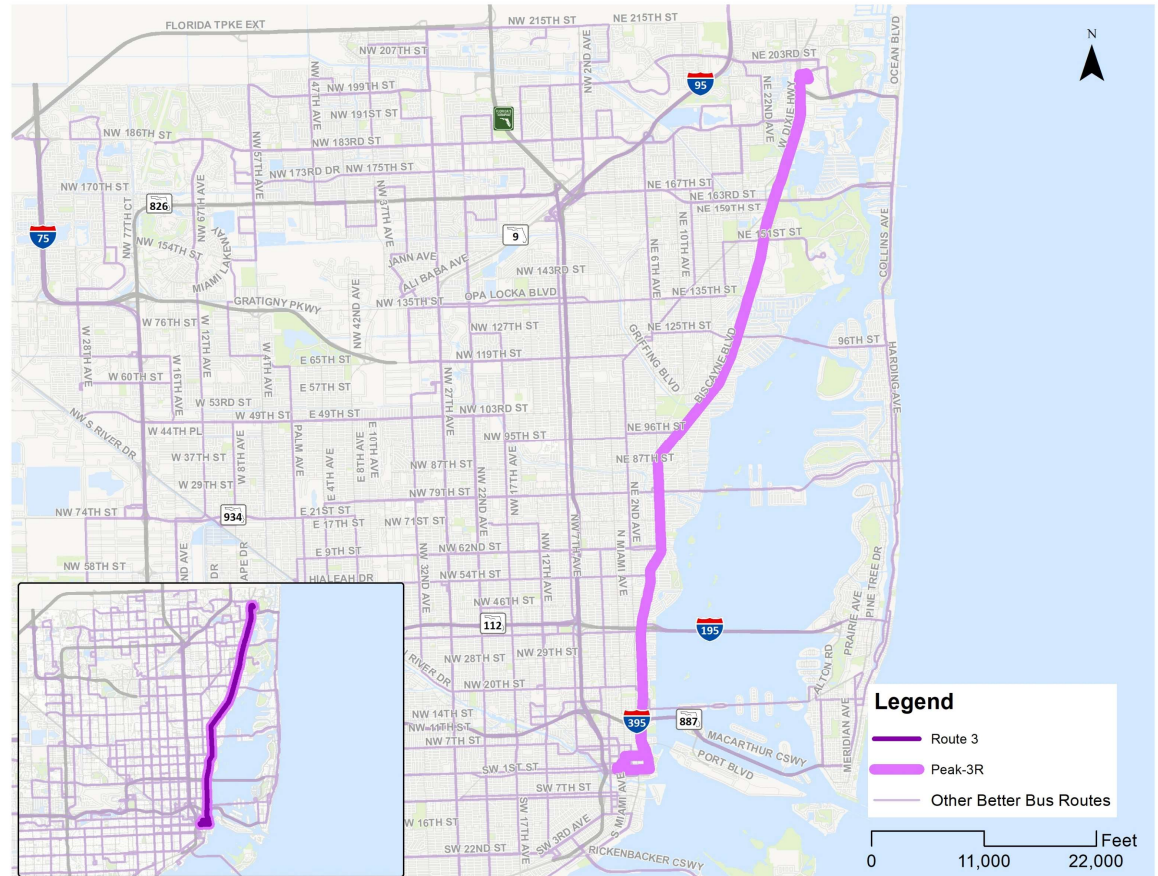 FLORIDA TPKE EXT
NW 215TH ST
NE 215TH ST
OCEAN BLVD
N
NW 207TH ST
NW 2ND AVE
NE 203RD ST
95
NE 22ND AVE
W DIXIE HWY
NW 47TH AVE
NW 199TH ST
NW 191ST ST
NW 186TH ST
NW 57TH AVE
NW 183RD ST
NW 173RD DR
NW 175TH ST
NW 170TH ST
NW 77TH CT
NW 67TH AVE
NW 37TH AVE
NE 167TH ST
NE 163RD ST
NE 159TH ST
826
75
9
NE 151ST ST
NE 6TH AVE
NE 10TH AVE
COLLINS AVE
NW 154TH ST
MIAMI LAKEWAY
JANN AVE
ALI BABA AVE
NW 143RD ST
OPA LOCKA BLVD
NW 135TH ST
NE 135TH ST
GRATIGNY PKWY
NW 42ND AVE
W 76TH ST
NW 127TH ST
NE 125TH ST
W 28TH AVE
W 12TH AVE
W 16TH AVE
W 4TH AVE
E 65TH ST
NW 119TH ST
GRIFFING BLVD
BISCAYNE BLVD
96TH ST
HARDING AVE
W 60TH ST
E 57TH ST
NW 27TH AVE
W 53RD ST
W 49TH ST
E 49TH ST
NW 103RD ST
NW S RIVER DR
W 44TH PL
PALM AVE
E 10TH AVE
E 8TH AVE
E 4TH AVE
W 8TH AVE
NW 95TH ST
NE 96TH ST
W 37TH ST
NW 87TH ST
NE 87TH ST
W 29TH ST
NW 22ND AVE
NW 17TH AVE
NW 79TH ST
NE 2ND AVE
NW 74TH ST
934
E 21ST ST
E 17TH ST
NW 71ST ST
NW 7TH AVE
N MIAMI AVE
E 9TH ST
NW 62ND ST
NW 58TH ST
HIALEAH DR
NW 32ND AVE
NW 54TH ST
NW 12TH AVE
PINE TREE DR
PRAIRIE AVE
NW 46TH ST
112
195
NW 28TH ST
NW 29TH ST
RIVER DR
NW 20TH ST
ALTON RD
NW 14TH ST
NW 11TH ST
NW 7TH ST
395
887
MACARTHUR CSWY
PORT BLVD
MERIDIAN AVE
SW 1ST ST
SW 7TH ST
S MIAMI AVE
SW 16TH ST
SW 17TH AVE
SW 3RD AVE
SW 22ND ST
RICKENBACKER CSWY
Legend
Route 3
Peak-3R
Other Better Bus Routes
Feet
0 11,000 22,000